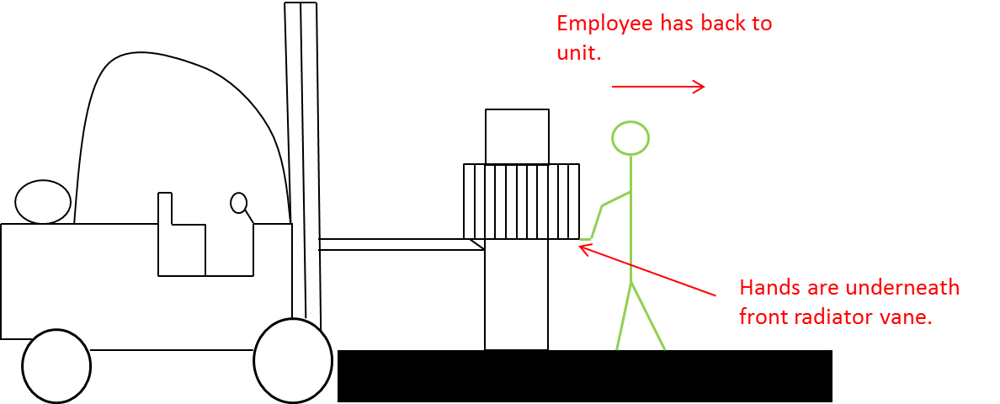 Employee has back to
unit.
Hands are underneath
front radiator vane.